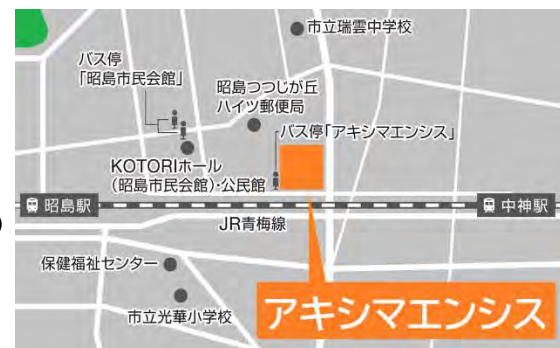 市立瑞雲中学校
バス停
「昭島市民会館」
昭島つつじが丘
ハイツ郵便局
バス停「アキシマエンシス」
KOTORIホール
(昭島市民会館)・公民館
昭島駅
中神駅
JR青梅線
保健福祉センター
市立光華小学校
アキシマエンシス
)